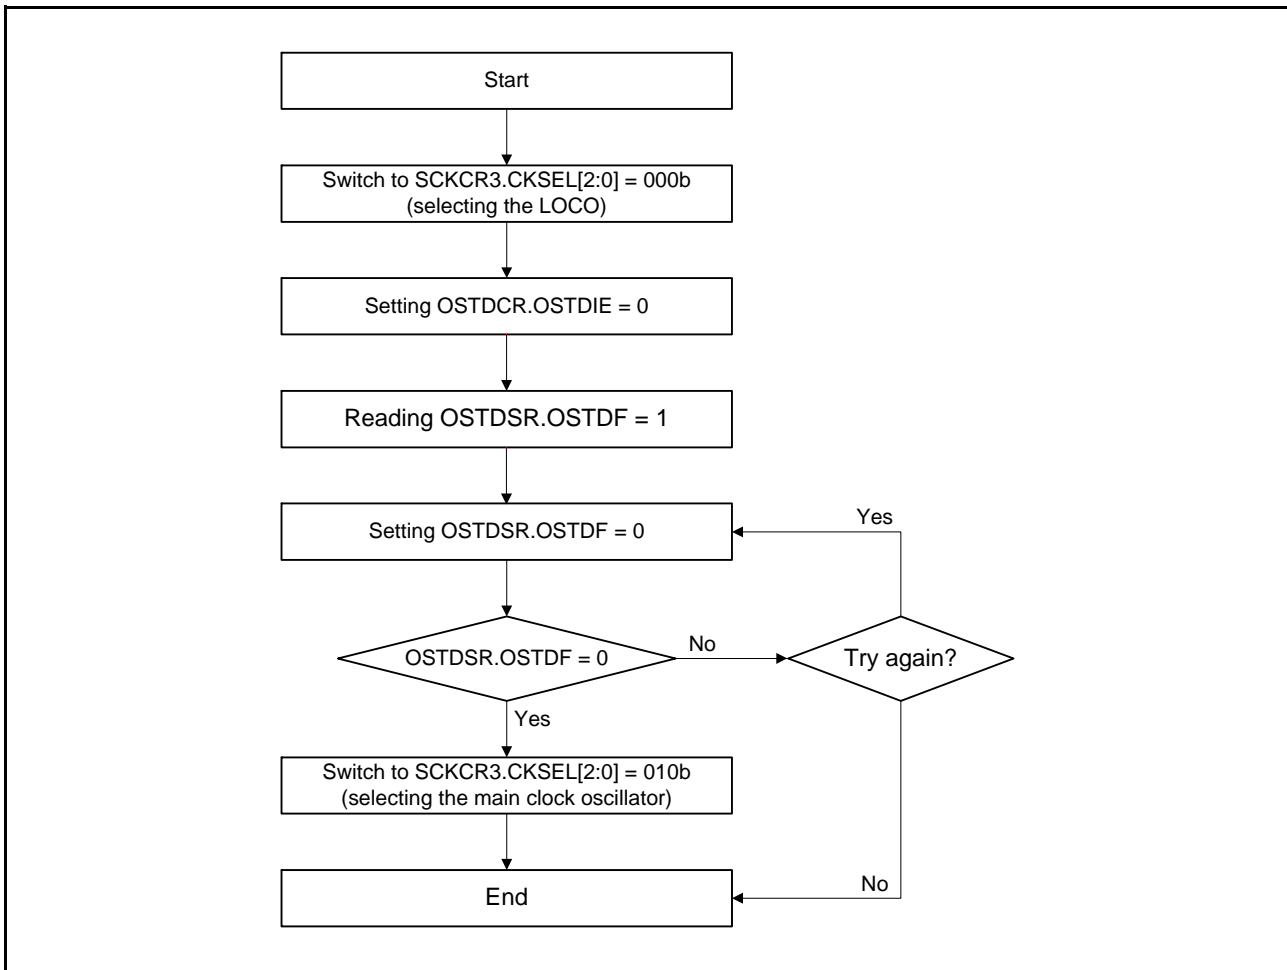 Start
Switch to SCKCR3.CKSEL[2:0] = 000b
(selecting the LOCO)
Setting OSTDCR.OSTDIE = 0
Reading OSTDSR.OSTDF = 1
Setting OSTDSR.OSTDF = 0
Yes
OSTDSR.OSTDF = 0
No
Try again?
Yes
Switch to SCKCR3.CKSEL[2:0] = 010b
(selecting the main clock oscillator)
No
End